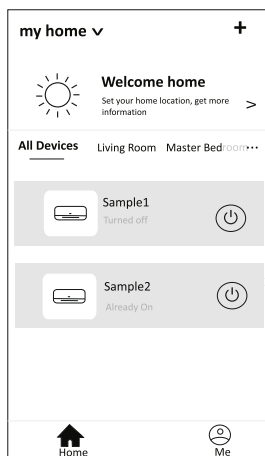 my home
Welcome home
Set your home location, get more
information
All Devices Living Room Master Bedroom
Sample1
Turned off
Sample2
Already On
Home Me